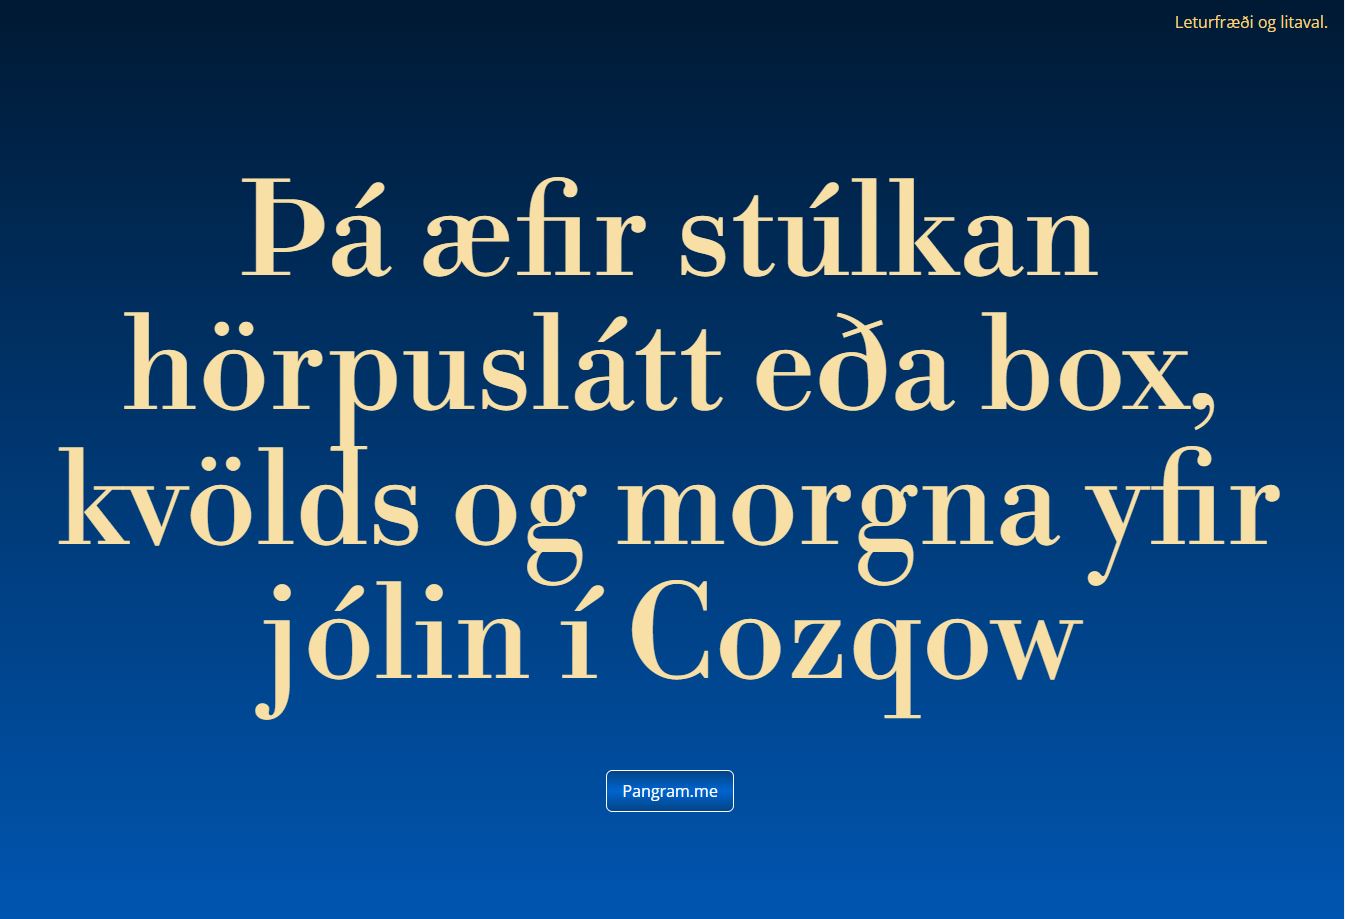 Leturfræði og litaval.
Þá æfir stúlkan
hörpuslátt eða box,
kvölds og morgna yfir
jólin í Cozqow
Pangram.me